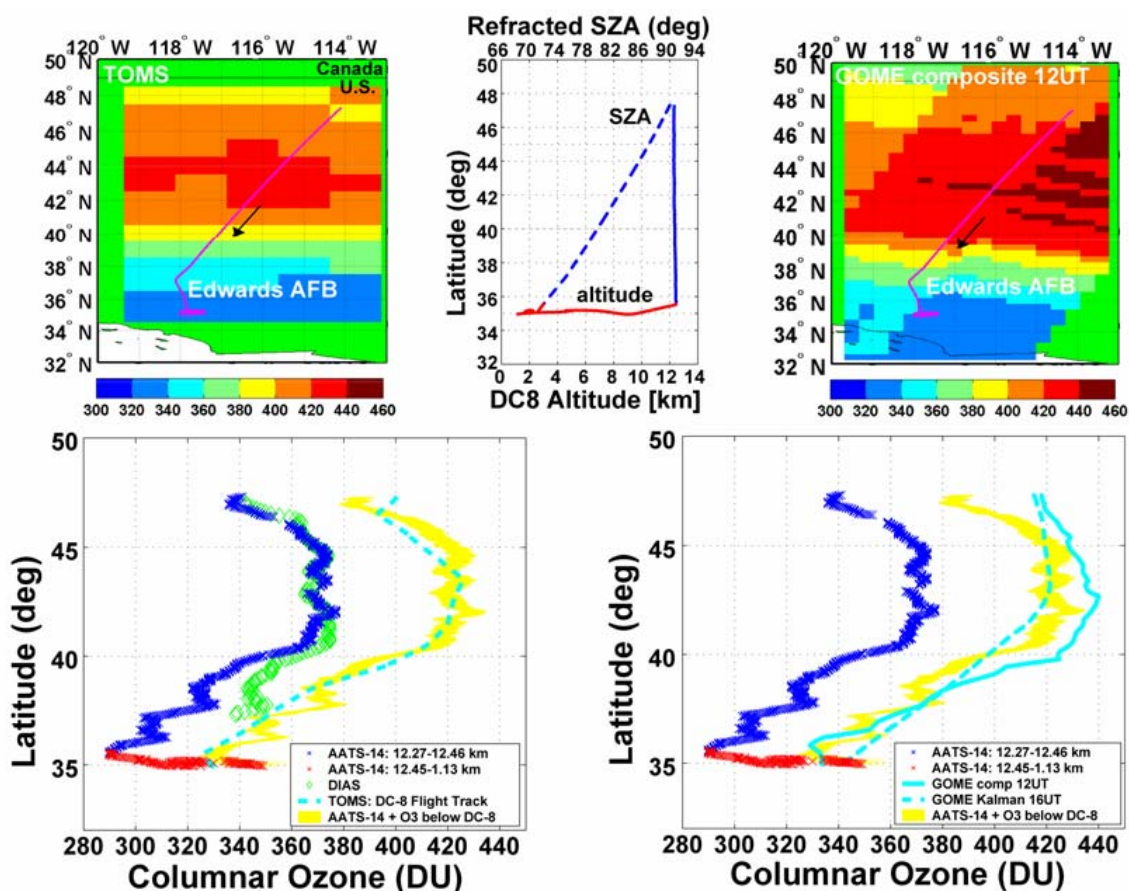 Refracted SZA (deg)
66 70 74 78 82 86 90 94
120° W 118° W 116° W 114° W
50° N
48° N
46° N
44° N
42° N
40° N
38° N
36° N
34° N
32° N
TOMS
Canada
U.S.
Edwards AFB
300 320 340 360 380 400 420 440 460
Latitude (deg)
50
48
46
44
42
40
38
36
34
32
SZA
altitude
0 2 4 6 8 10 12 14
DC8 Altitude [km]
120° W 118° W 116° W 114° W
50° N
48° N
46° N
44° N
42° N
40° N
38° N
36° N
34° N
32° N
GOME composite 12UT
Edwards AFB
300 320 340 360 380 400 420 440 460
Latitude (deg)
50
45
40
35
AATS-14: 12.27-12.46 km
AATS-14: 12.45-1.13 km
DIAS
TOMS: DC-8 Flight Track
AATS-14 + O3 below DC-8
280 300 320 340 360 380 400 420 440
Columnar Ozone (DU)
Latitude (deg)
50
45
40
35
AATS-14: 12.27-12.46 km
AATS-14: 12.45-1.13 km
GOME comp 12UT
GOME Kalman 16UT
AATS-14 + O3 below DC-8
280 300 320 340 360 380 400 420 440
Columnar Ozone (DU)